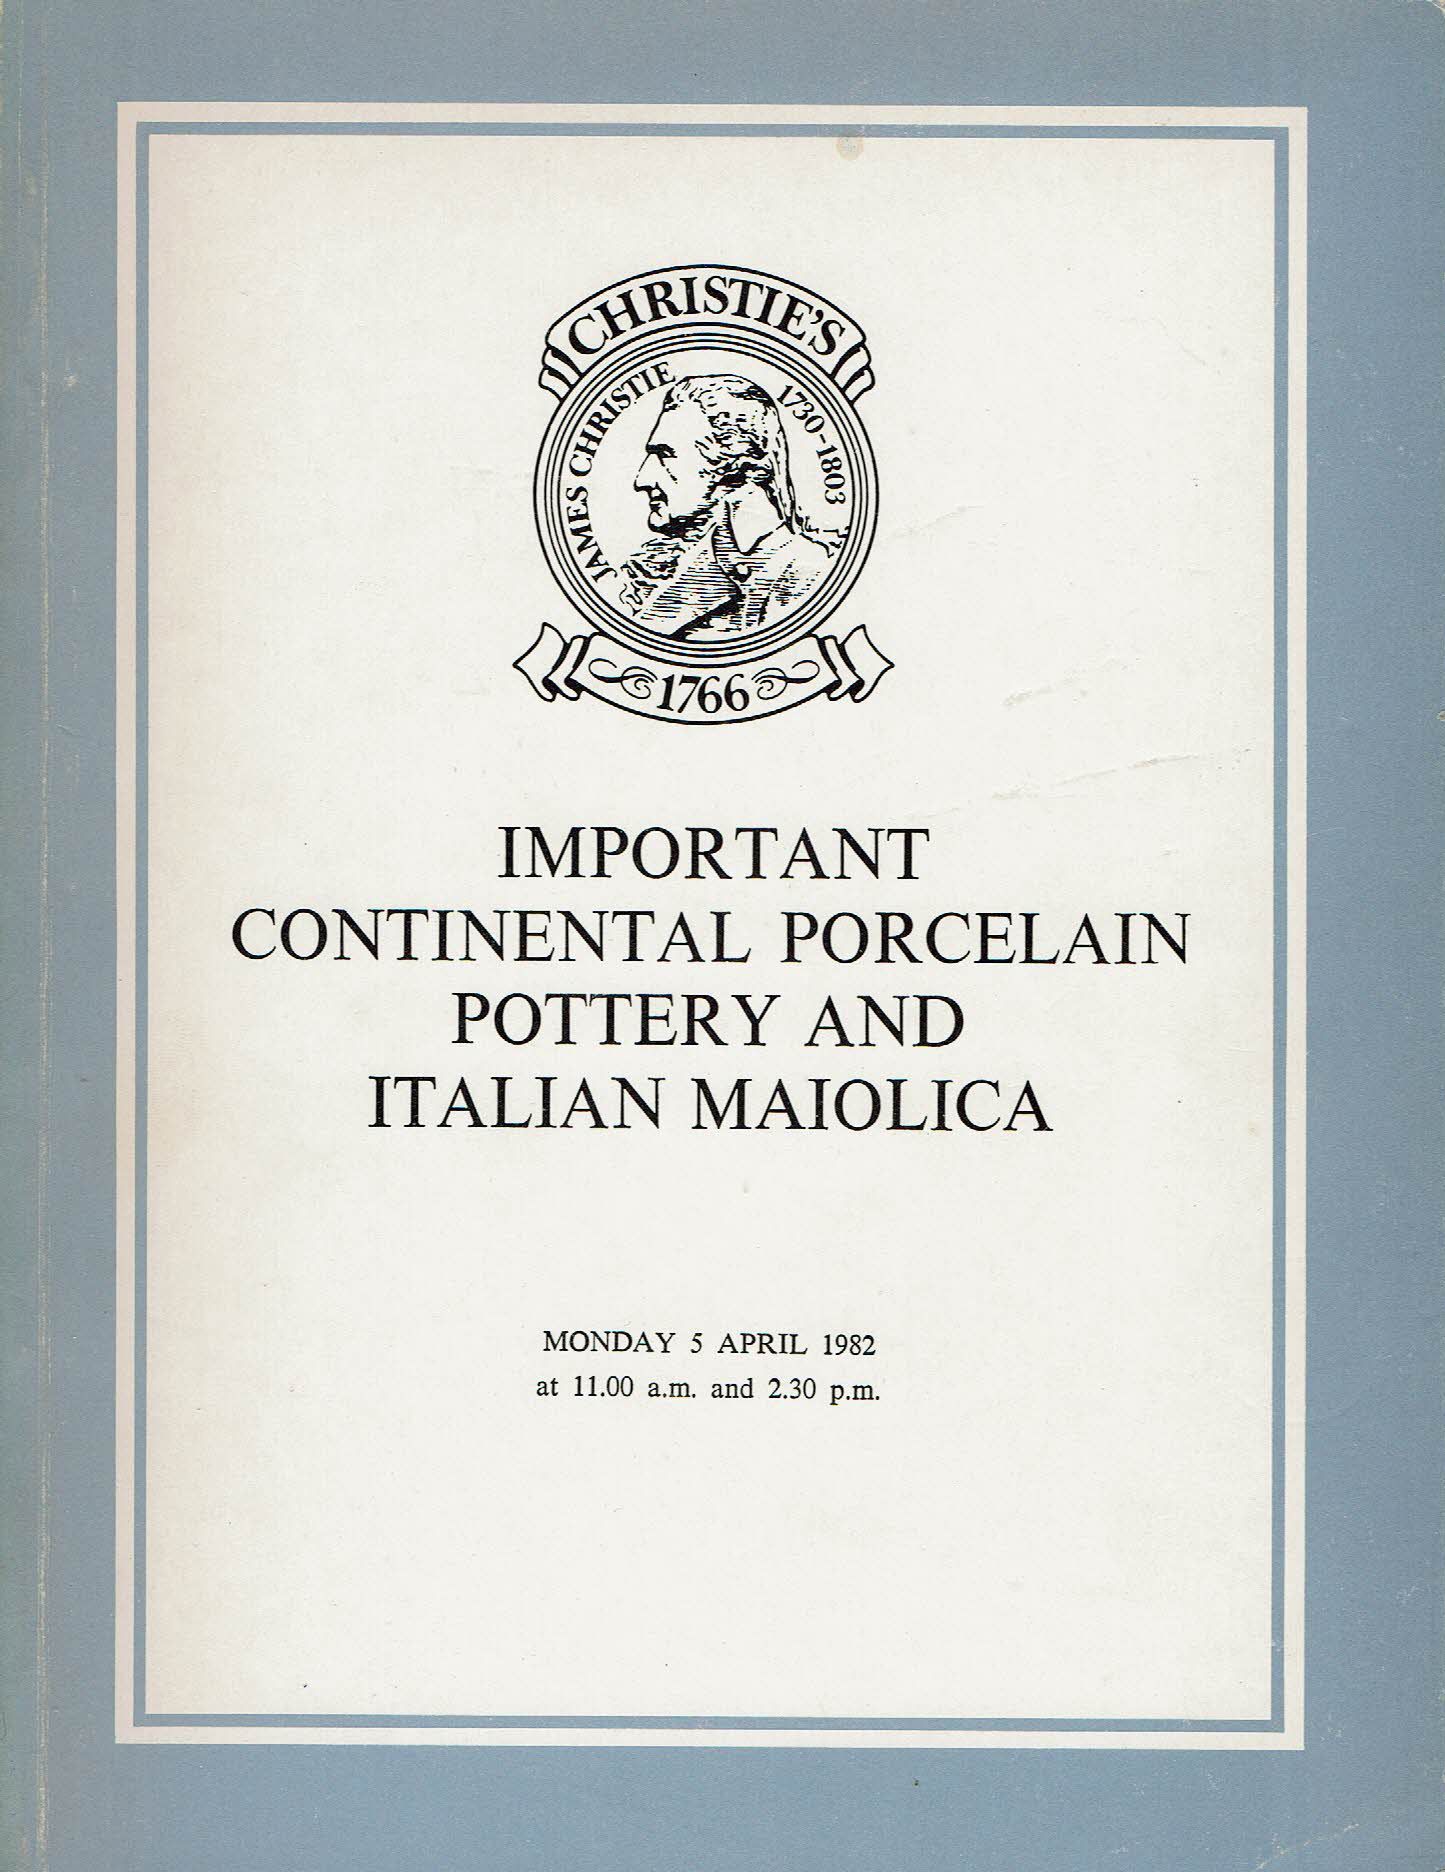 CHRISTIE'S
JAMES CHRISTIE 1730-1803
1766
IMPORTANT
CONTINENTAL PORCELAIN
POTTERY AND
ITALIAN MAIOLICA
MONDAY 5 APRIL 1982
at 11.00 a.m. and 2.30 p.m.